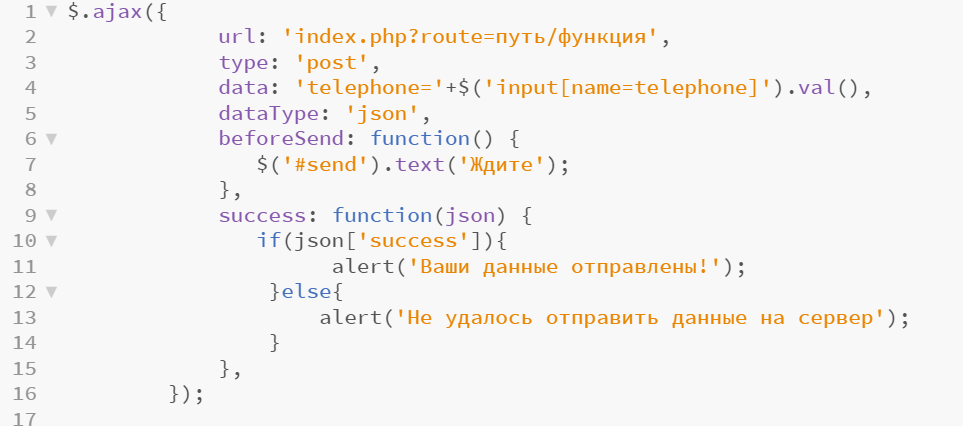 1 $.ajax({
2 url: 'index.php?route=путь/функция',
3 type: 'post',
4 data: 'telephone='+$('input[name=telephone]').val(),
5 dataType: 'json',
6 beforeSend: function() {
7 $('#send').text('Ждите');
8 },
9 success: function(json) {
10 if(json['success']){
11 alert('Ваши данные отправлены!');
12 }else{
13 alert('Не удалось отправить данные на сервер');
14 }
15 },
16 });
17